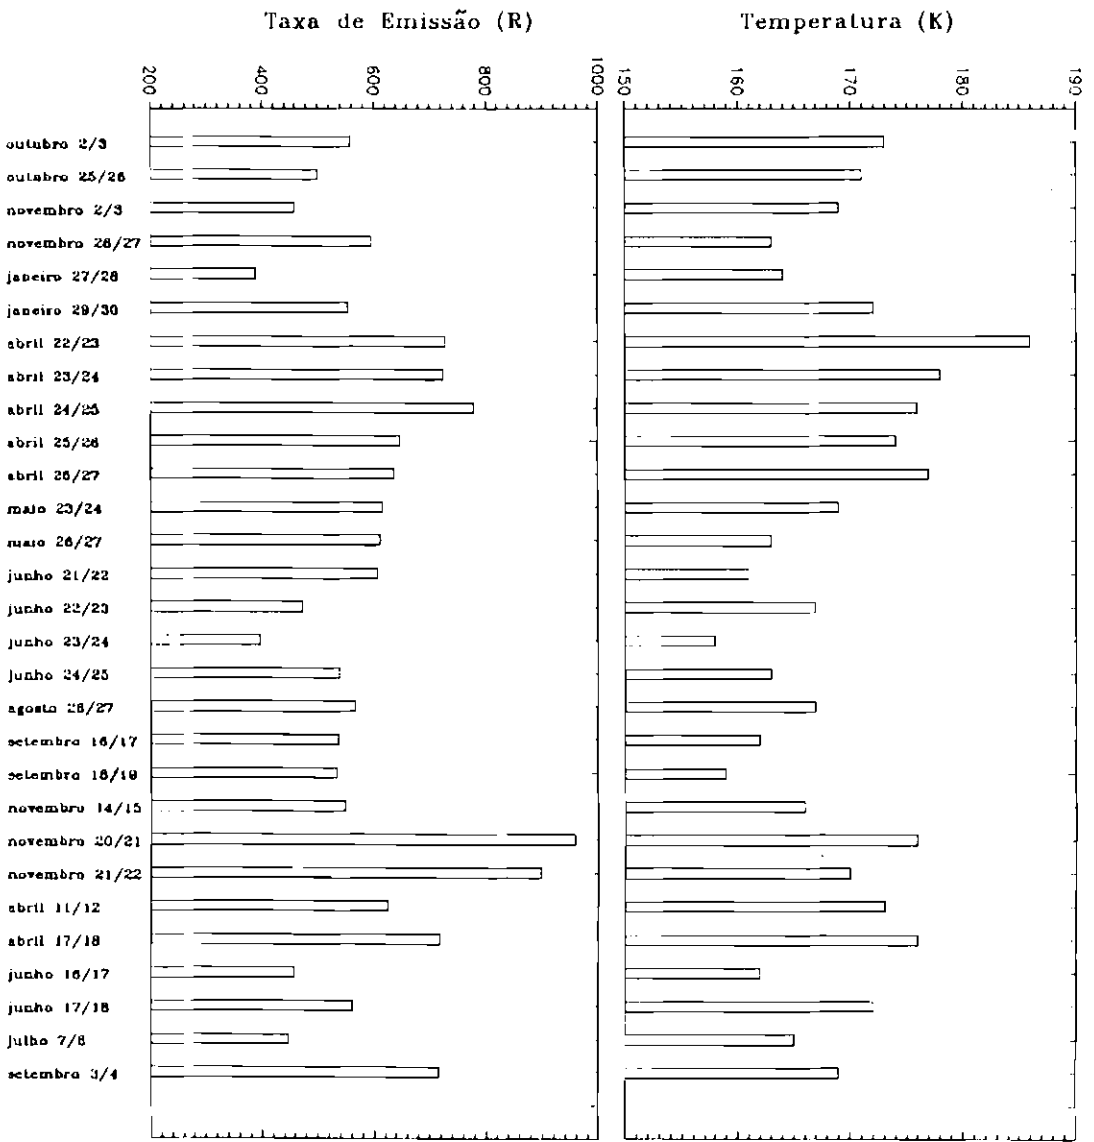 Taxa de Emissão (R)
Temperatura (K)
200 400 600 800 1000
150 160 170 180 190
outubro 2/3
outubro 25/26
novembro 2/3
novembro 26/27
janeiro 27/28
janeiro 29/30
abril 22/23
abril 23/24
abril 24/25
abril 25/26
abril 26/27
maio 23/24
maio 26/27
junho 21/22
junho 22/23
junho 23/24
junho 24/25
agosto 26/27
setembro 16/17
setembro 18/19
novembro 14/15
novembro 20/21
novembro 21/22
abril 11/12
abril 17/18
junho 16/17
junho 17/18
julho 7/8
setembro 3/4